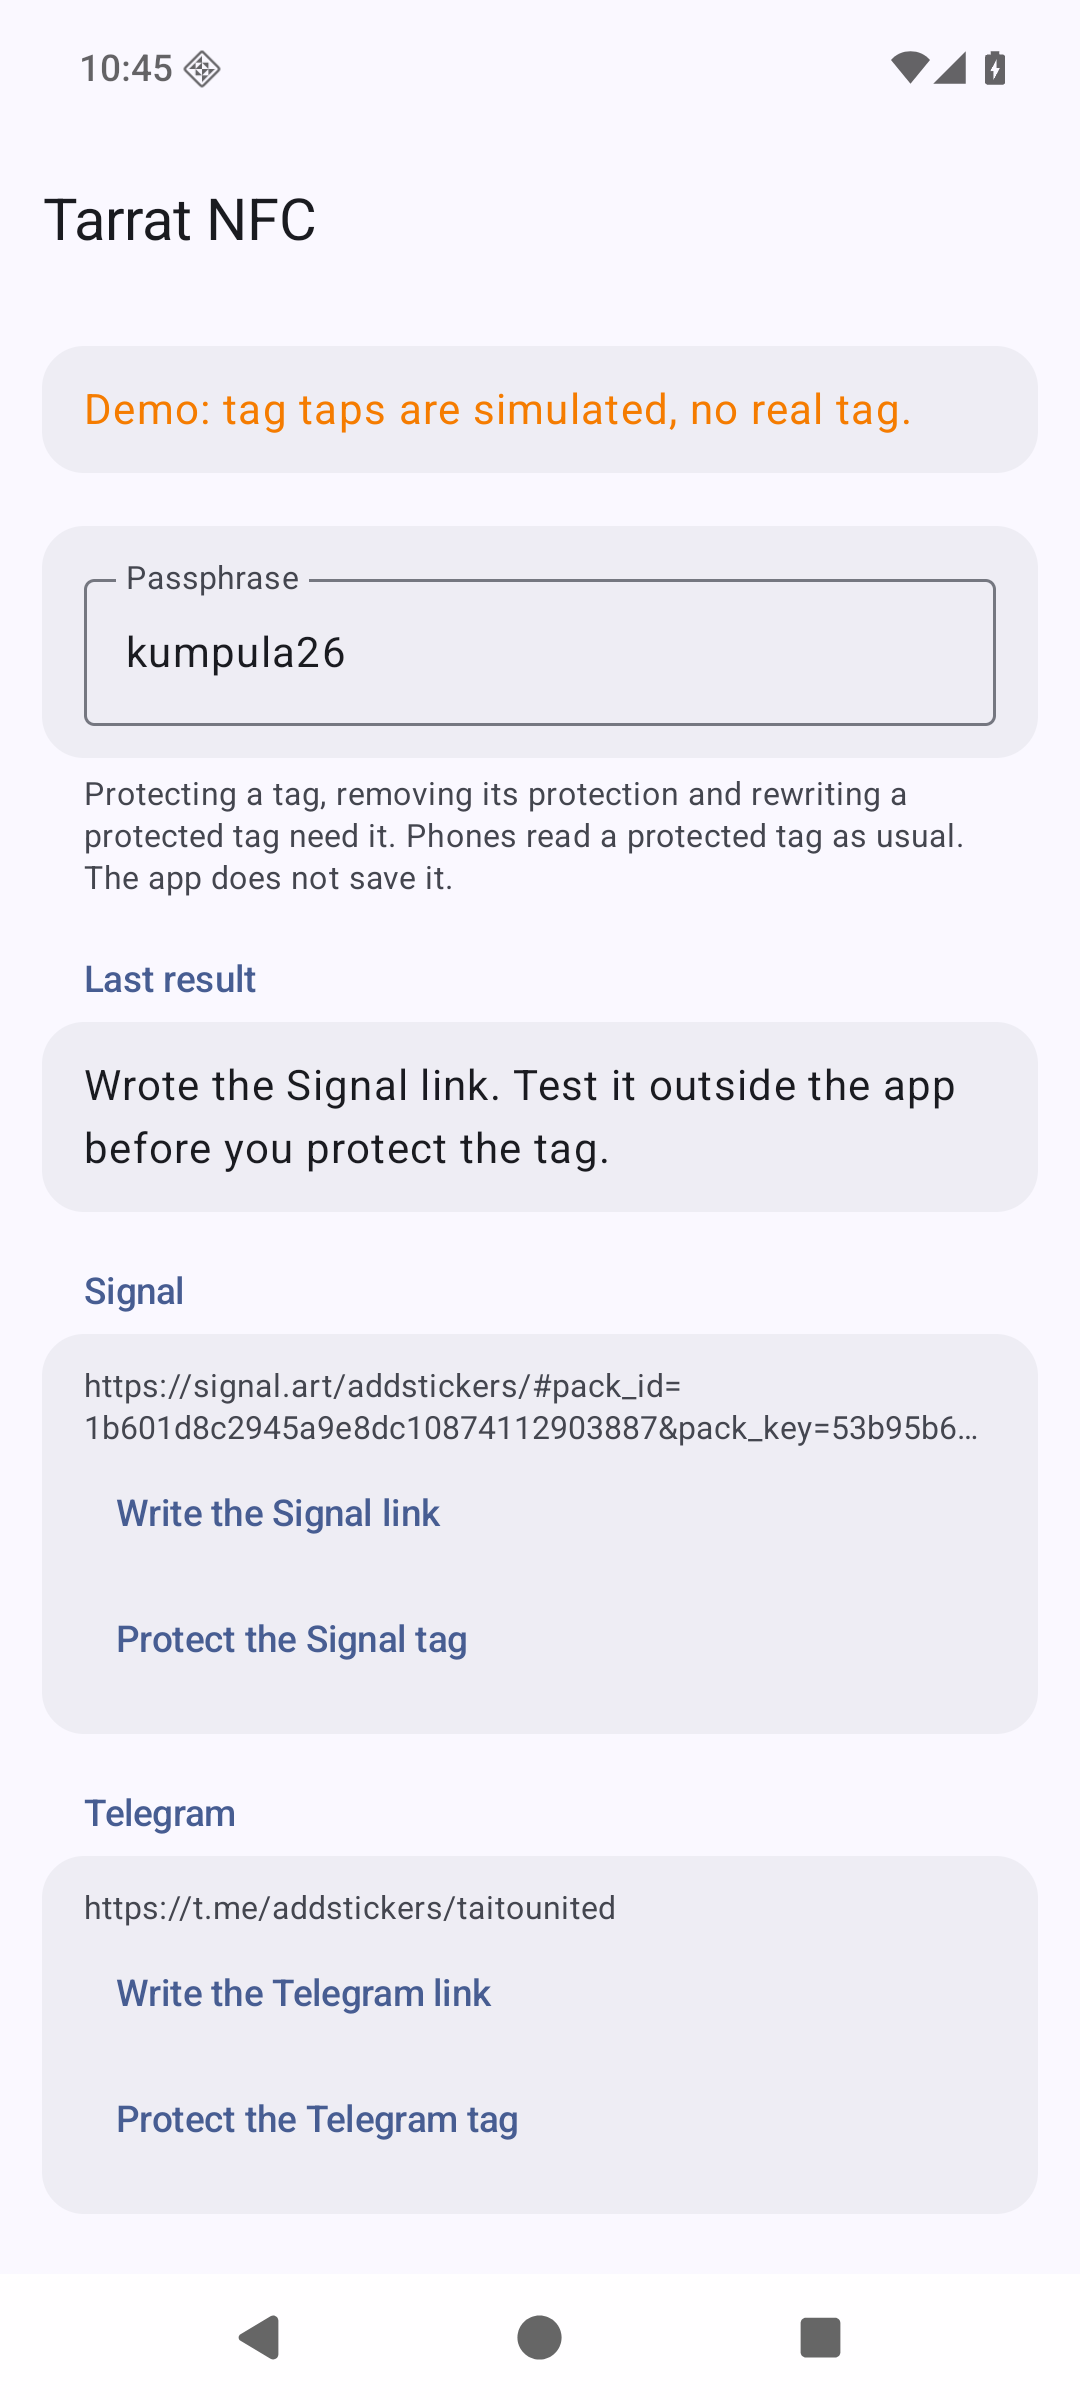 10:45
Tarrat NFC
Demo: tag taps are simulated, no real tag.
Passphrase
kumpula26
Protecting a tag, removing its protection and rewriting a
protected tag need it. Phones read a protected tag as usual.
The app does not save it.
Last result
Wrote the Signal link. Test it outside the app
before you protect the tag.
Signal
https://signal.art/addstickers/#pack_id=
1b601d8c2945a9e8dc10874112903887&pack_key=53b95b6…
Write the Signal link
Protect the Signal tag
Telegram
https://t.me/addstickers/taitounited
Write the Telegram link
Protect the Telegram tag